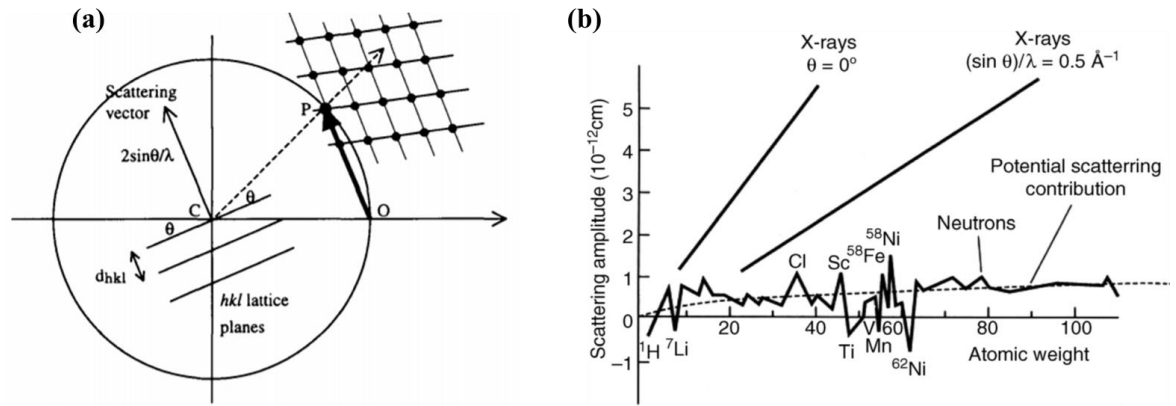 (a)
Scattering
vector
2sinθ/λ
P
C
θ
θ
O
dhkl
hkl lattice
planes
(b)
X-rays
θ = 0°
X-rays
(sin θ)/λ = 0.5 Å⁻¹
Scattering amplitude (10⁻¹²cm)
5
4
3
2
1
0
−1
Potential scatterring
contribution
Neutrons
⁵⁸Ni
Cl
Sc
⁵⁸Fe
20
40
60
80
100
¹H
⁷Li
Ti
V
Mn
⁶²Ni
Atomic weight